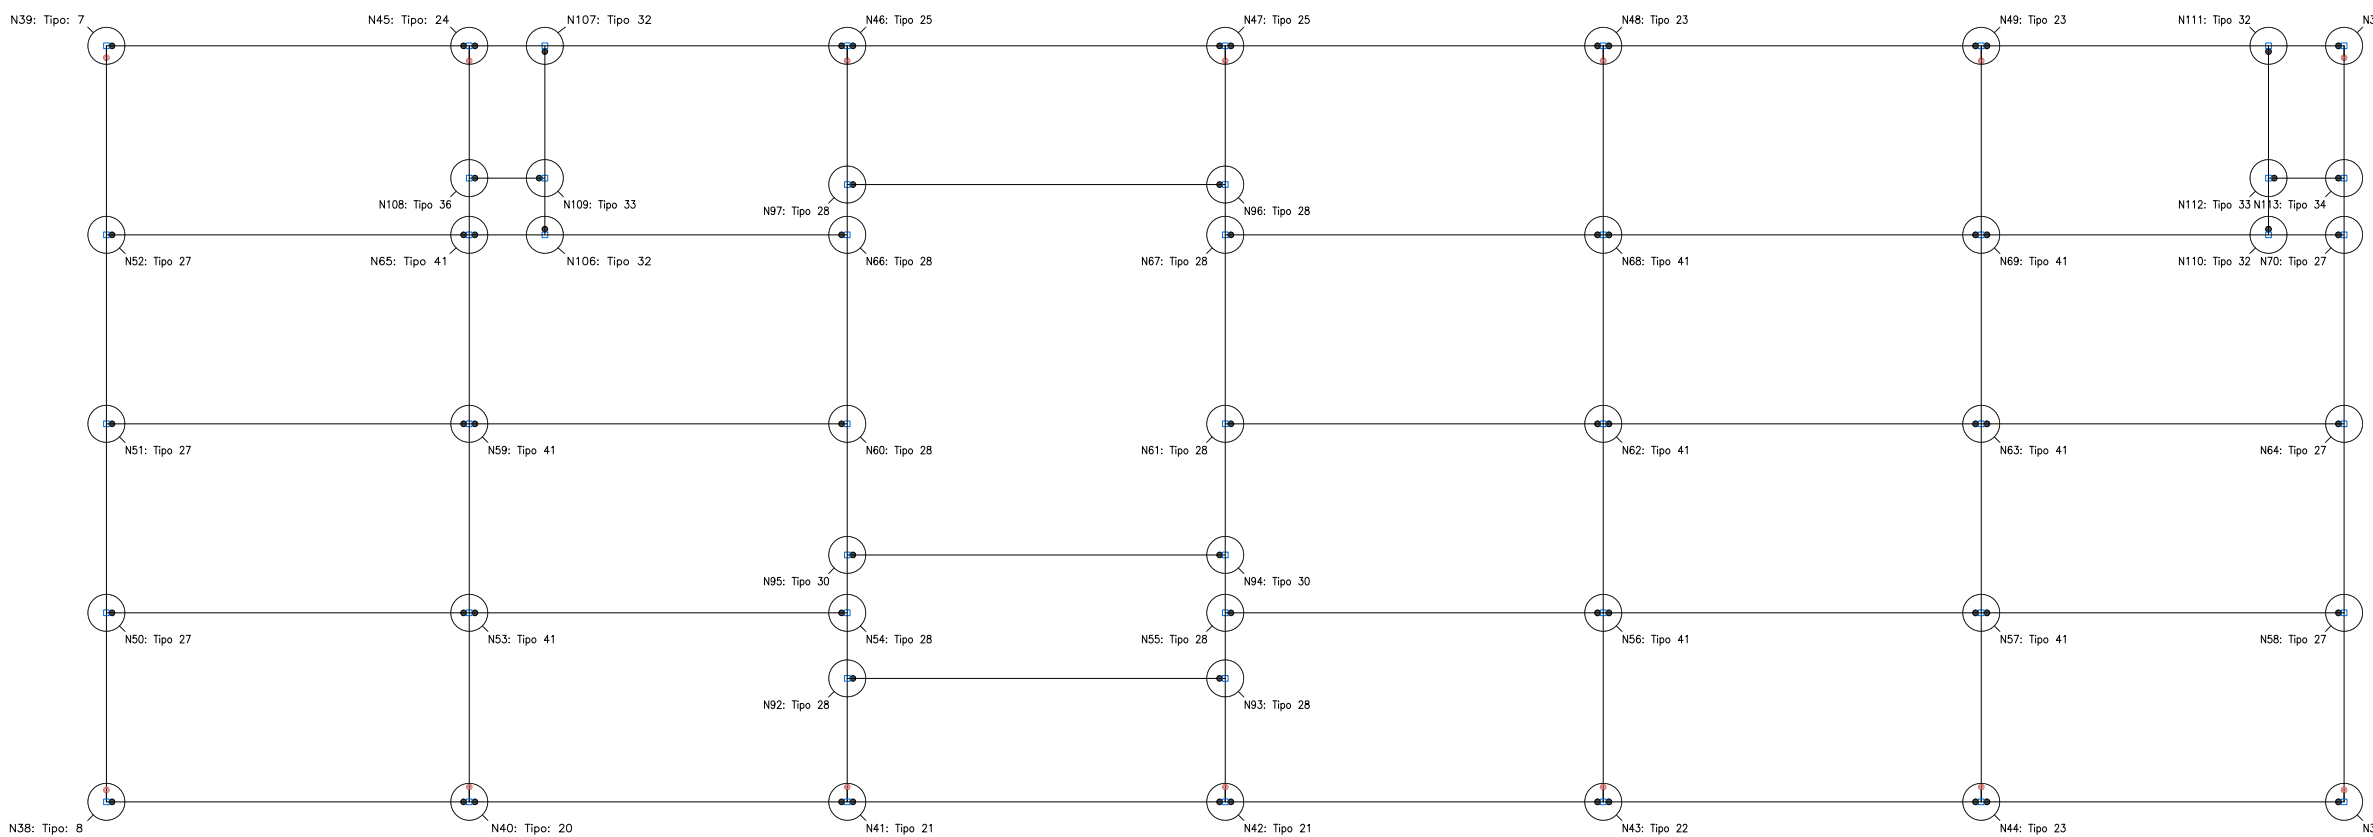 N39: Tipo: 7
N45: Tipo: 24
N107: Tipo 32
N46: Tipo 25
N47: Tipo 25
N48: Tipo 23
N49: Tipo 23
N111: Tipo 32
N108: Tipo 36
N109: Tipo 33
N97: Tipo 28
N96: Tipo 28
N112: Tipo 33
N113: Tipo 34
N52: Tipo 27
N65: Tipo 41
N106: Tipo 32
N66: Tipo 28
N67: Tipo 28
N68: Tipo 41
N69: Tipo 41
N110: Tipo 32
N70: Tipo 27
N51: Tipo 27
N59: Tipo 41
N60: Tipo 28
N61: Tipo 28
N62: Tipo 41
N63: Tipo 41
N64: Tipo 27
N95: Tipo 30
N94: Tipo 30
N50: Tipo 27
N53: Tipo 41
N54: Tipo 28
N55: Tipo 28
N56: Tipo 41
N57: Tipo 41
N58: Tipo 27
N92: Tipo 28
N93: Tipo 28
N38: Tipo: 8
N40: Tipo: 20
N41: Tipo 21
N42: Tipo 21
N43: Tipo 22
N44: Tipo 23